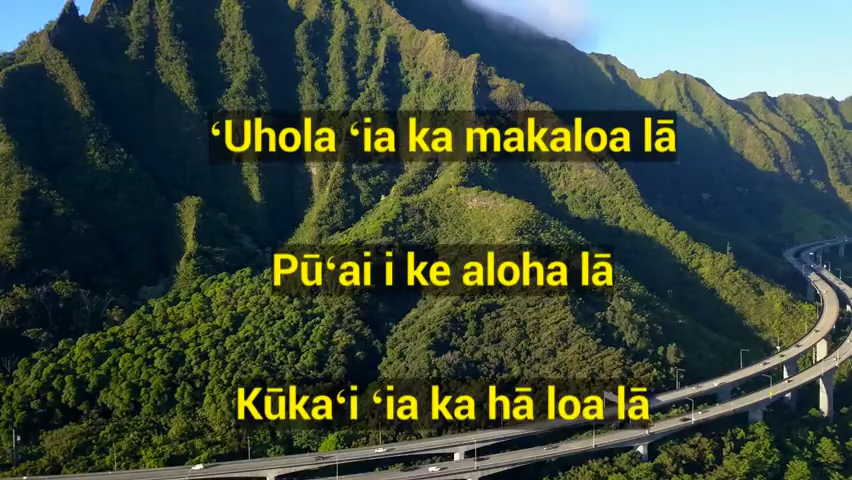 ʻUhola ʻia ka makaloa lā
Pūʻai i ke aloha lā
Kūkaʻi ʻia ka hā loa lā